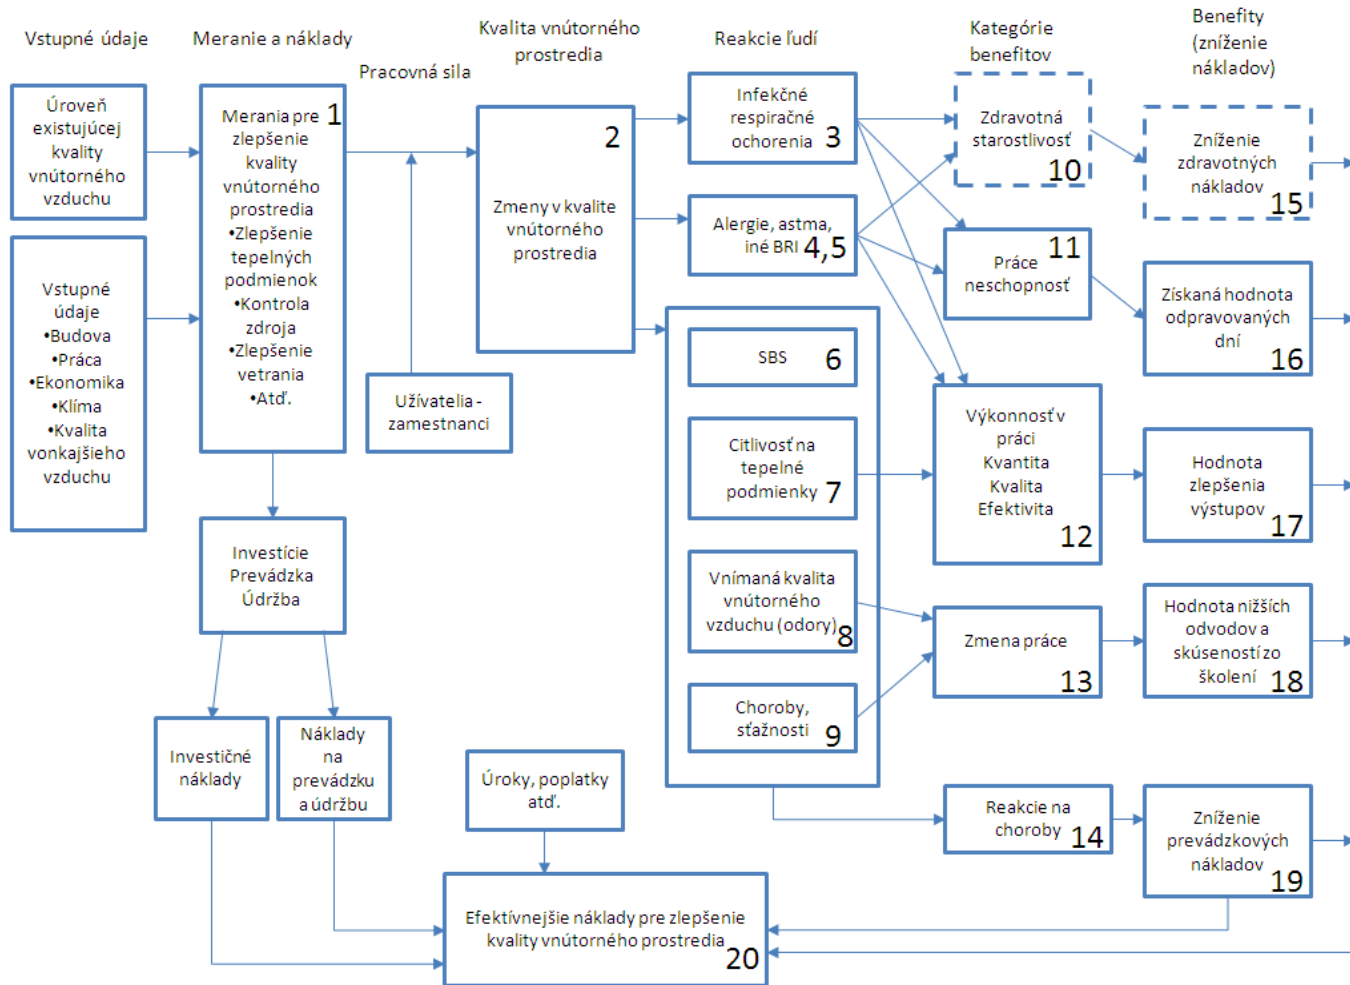 Vstupné údaje
Meranie a náklady
Pracovná sila
Kvalita vnútorného
prostredia
Reakcie ľudí
Kategórie
benefitov
Benefity
(zníženie
nákladov)
Úroveň
existujúcej
kvality
vnútorného
vzduchu
Vstupné
údaje
•Budova
•Práca
•Ekonomika
•Klíma
•Kvalita
vonkajšieho
vzduchu
1
Merania pre
zlepšenie
kvality
vnútorného
prostredia
•Zlepšenie
tepelných
podmienok
•Kontrola
zdroja
•Zlepšenie
vetrania
•Atď.
Užívatelia -
zamestnanci
2
Zmeny v kvalite
vnútorného
prostredia
Infekčné
respiračné
ochorenia 3
Alergie, astma,
iné BRI 4,5
SBS 6
Citlivosť na
tepelné
podmienky 7
Vnímaná kvalita
vnútorného
vzduchu (odory) 8
Choroby,
sťažnosti 9
Zdravotná
starostlivosť
10
11
Práce
neschopnosť
Výkonnosť v
práci
Kvantita
Kvalita
Efektivita
12
Zmena práce
13
Reakcie na
choroby 14
Zníženie
zdravotných
nákladov
15
Získaná hodnota
odpravovaných
dní
16
Hodnota
zlepšenia
výstupov
17
Hodnota nižších
odvodov a
skúseností zo
školení 18
Zníženie
prevádzkových
nákladov
19
Investície
Prevádzka
Údržba
Investičné
náklady
Náklady
na
prevádzku
a údržbu
Úroky, poplatky
atď.
Efektívnejšie náklady pre zlepšenie
kvality vnútorného prostredia
20